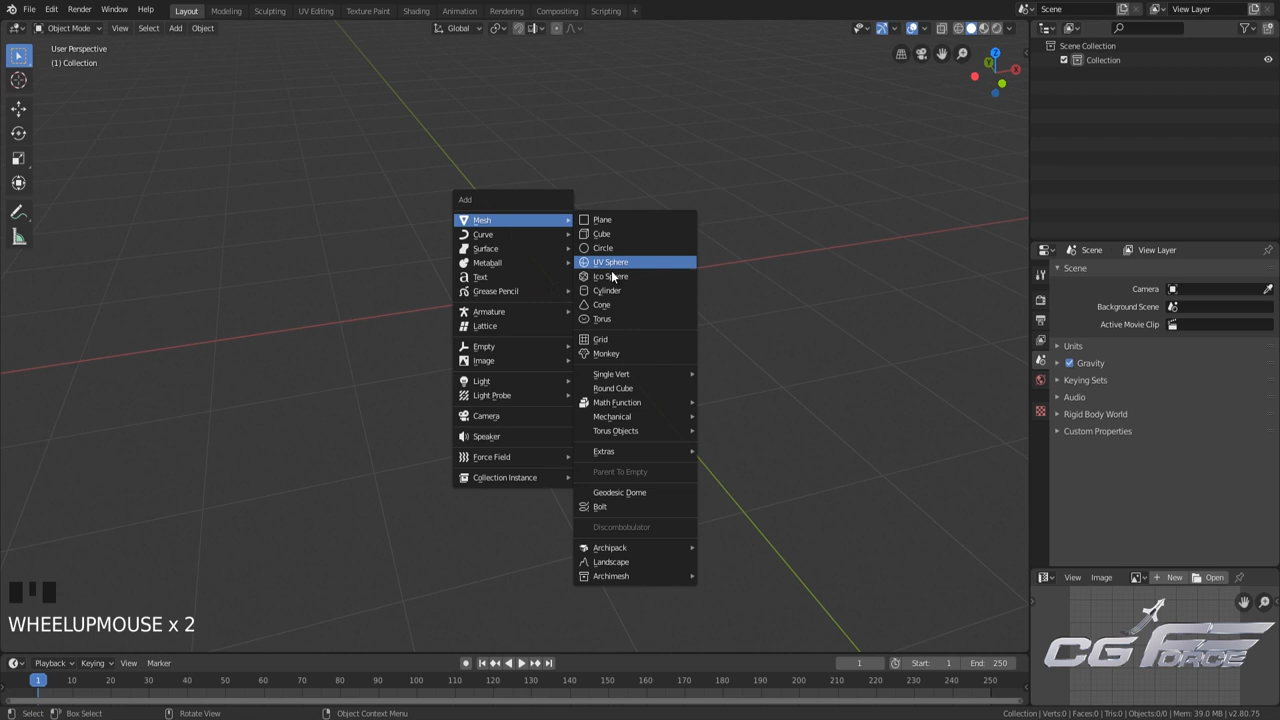 File Edit Render Window Help Layout Modeling Sculpting UV Editing Texture Paint Shading Animation Rendering Compositing Scripting + Scene View Layer
Object Mode View Select Add Object Global
User Perspective
(1) Collection
Scene Collection
Collection
Add
Mesh
Curve
Surface
Metaball
Text
Grease Pencil
Armature
Lattice
Empty
Image
Light
Light Probe
Camera
Speaker
Force Field
Collection Instance
Plane
Cube
Circle
UV Sphere
Ico Sphere
Cylinder
Cone
Torus
Grid
Monkey
Single Vert
Round Cube
Math Function
Mechanical
Torus Objects
Extras
Parent To Empty
Geodesic Dome
Bolt
Discombobulator
Archipack
Landscape
Archimesh
Z
Y
X
Scene View Layer
Scene
Camera
Background Scene
Active Movie Clip
Units
Gravity
Keying Sets
Audio
Rigid Body World
Custom Properties
View Image + New Open
CG FORCE
WHEELUPMOUSE x 2
Playback Keying View Marker 1 Start: 1 End: 250
1 10 20 30 40 50 60 70 80 90 100 110 120 130 140 150 160 170 180 190 200 210 220 230 240 250
Select Box Select Rotate View Object Context Menu Collection | Verts:0 | Faces:0 | Tris:0 | Objects:0/0 | Mem: 39.0 MB | v2.80.75